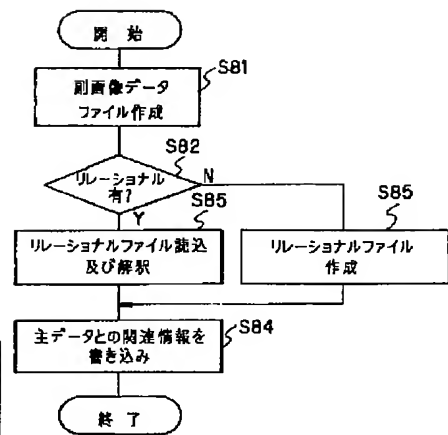 開始
S81
副画像データ
ファイル作成
S82
リレーショナル
有?
N
Y
S85
リレーショナルファイル読込
及び解釈
S85
リレーショナルファイル
作成
S84
主データとの関連情報を
書き込み
終了